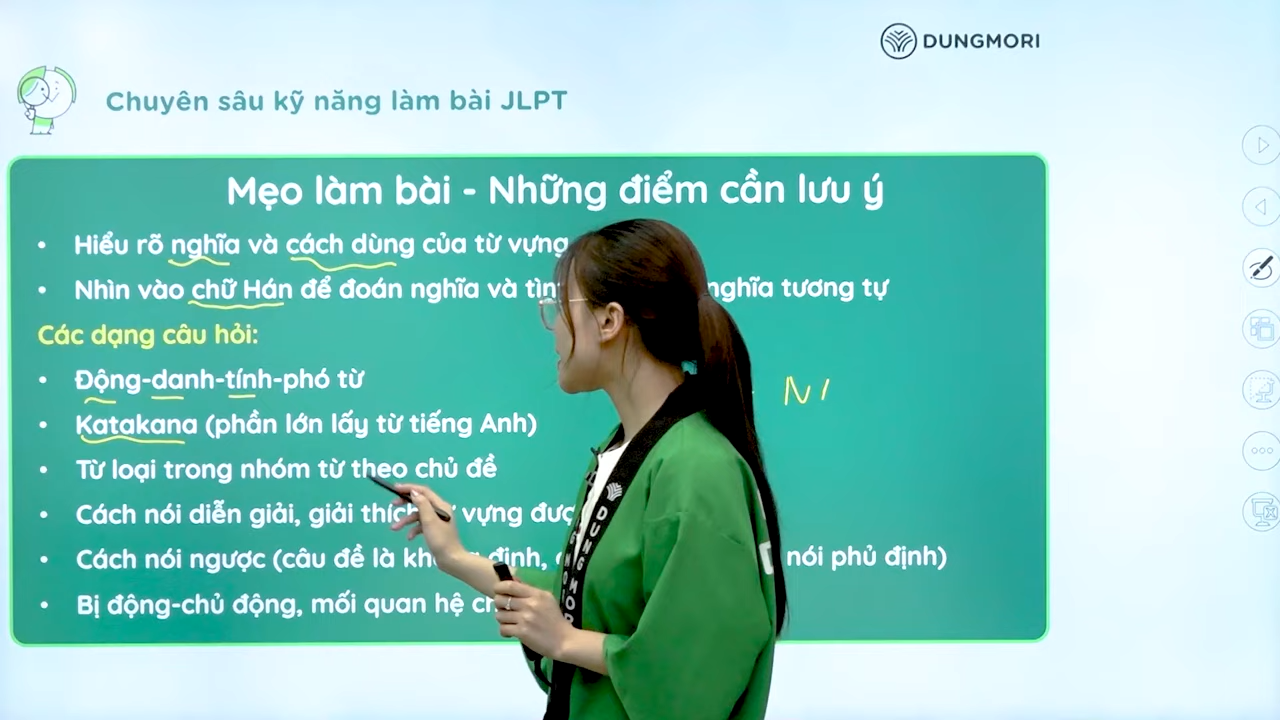 DUNGMORI
Chuyên sâu kỹ năng làm bài JLPT
Mẹo làm bài - Những điểm cần lưu ý
• Hiểu rõ nghĩa và cách dùng của từ vựng
• Nhìn vào chữ Hán để đoán nghĩa và tìm nghĩa tương tự
Các dạng câu hỏi:
• Động-danh-tính-phó từ
• Katakana (phần lớn lấy từ tiếng Anh)
• Từ loại trong nhóm từ theo chủ đề
• Cách nói diễn giải, giải thích từ vựng
• Cách nói ngược (câu đề là khẳng định, nói phủ định)
• Bị động-chủ động, mối quan hệ
DUNGMORI